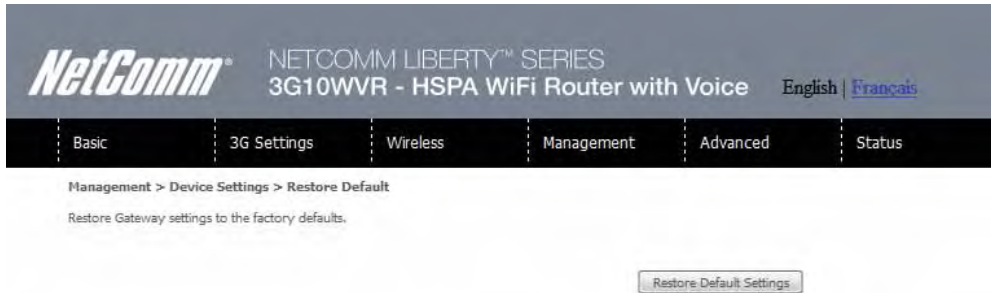 NetComm®
NETCOMM LIBERTY™ SERIES
3G10WVR - HSPA WiFi Router with Voice
English | Français
Basic
3G Settings
Wireless
Management
Advanced
Status
Management > Device Settings > Restore Default
Restore Gateway settings to the factory defaults.
Restore Default Settings